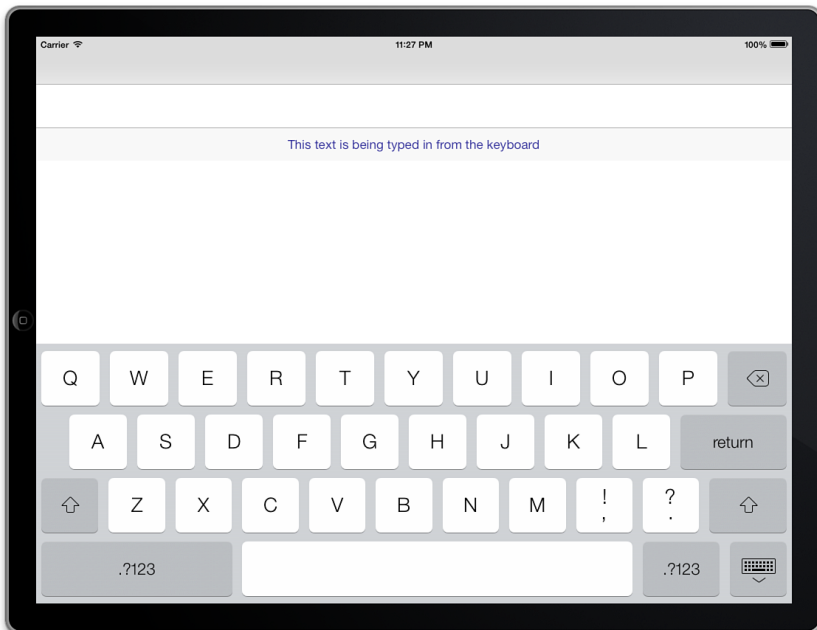 Carrier 11:27 PM 100%
This text is being typed in from the keyboard
Q W E R T Y U I O P
A S D F G H J K L return
Z X C V B N M ! , ? .
.?123 .?123